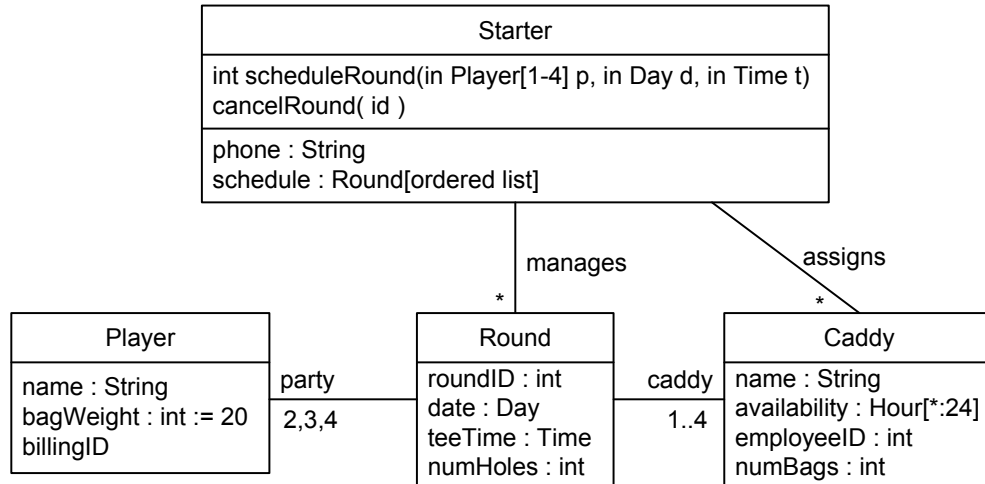 Starter
int scheduleRound(in Player[1-4] p, in Day d, in Time t)
cancelRound( id )
phone : String
schedule : Round[ordered list]
manages
assigns
*
*
Player
name : String
bagWeight : int := 20
billingID
party
2,3,4
Round
roundID : int
date : Day
teeTime : Time
numHoles : int
caddy
1..4
Caddy
name : String
availability : Hour[*:24]
employeeID : int
numBags : int